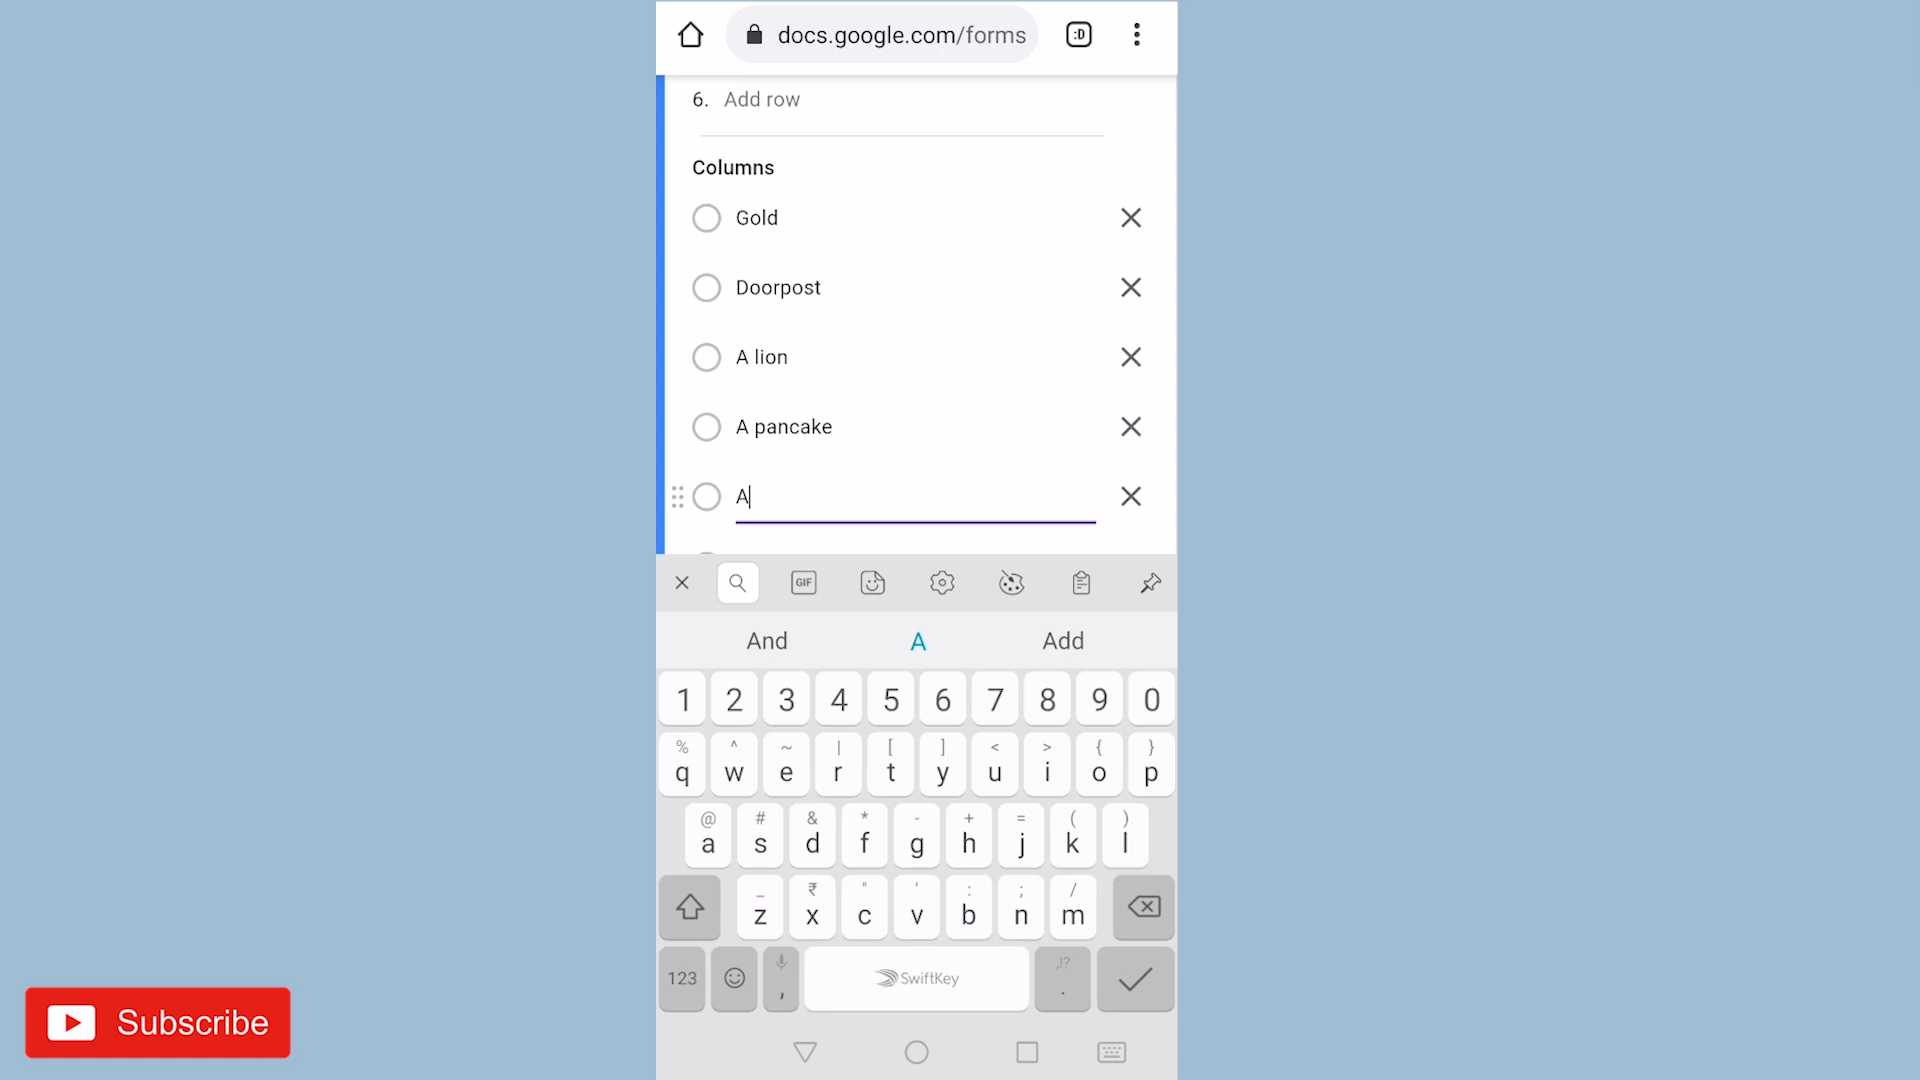 docs.google.com/forms :D
6. Add row
Columns
Gold
Doorpost
A lion
A pancake
A
GIF
And A Add
1 2 3 4 5 6 7 8 9 0
% ^ ~ | [ ] < > { }
q w e r t y u i o p
@ # & * - + = ( )
a s d f g h j k l
_ ₹ " ' : ; /
z x c v b n m
123 , SwiftKey ,!? .
Subscribe